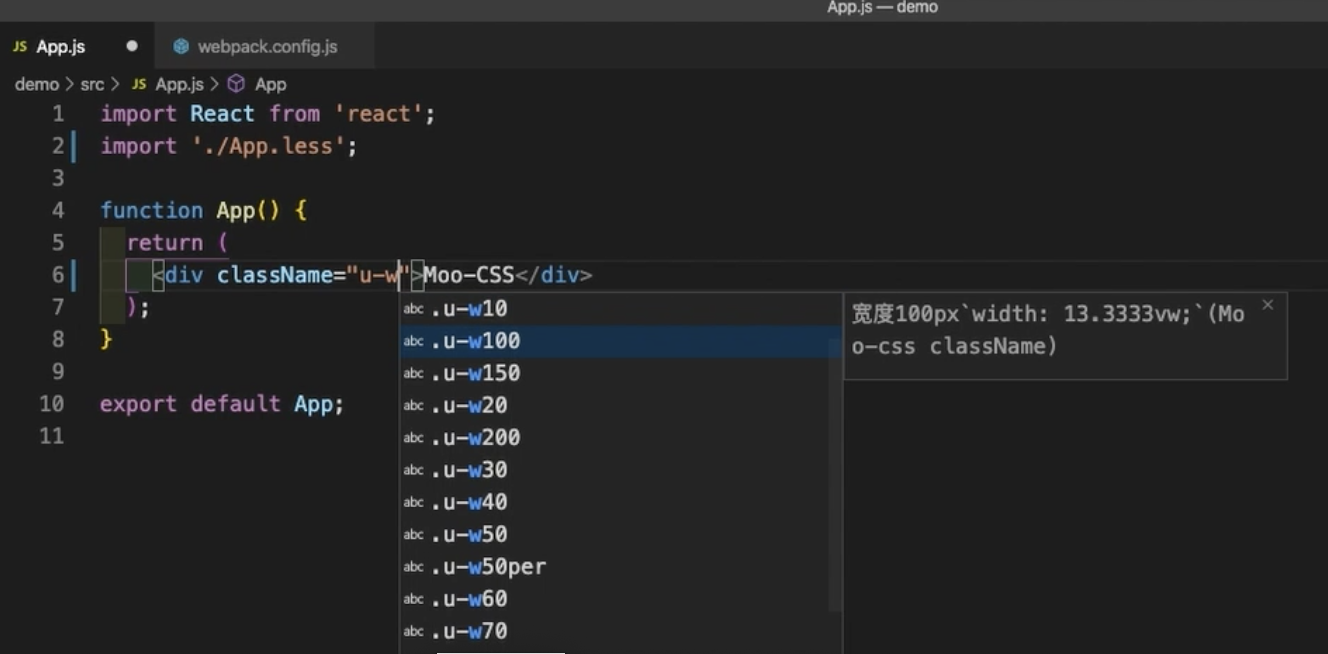 App.js — demo
JS App.js ● webpack.config.js
demo > src > JS App.js > App
1 import React from 'react';
2 import './App.less';
3
4 function App() {
5 return (
6 <div className="u-w">Moo-CSS</div>
7 );
8 }
9
10 export default App;
11
abc .u-w10
abc .u-w100
abc .u-w150
abc .u-w20
abc .u-w200
abc .u-w30
abc .u-w40
abc .u-w50
abc .u-w50per
abc .u-w60
abc .u-w70
宽度100px`width: 13.3333vw;`(Mo
o-css className)